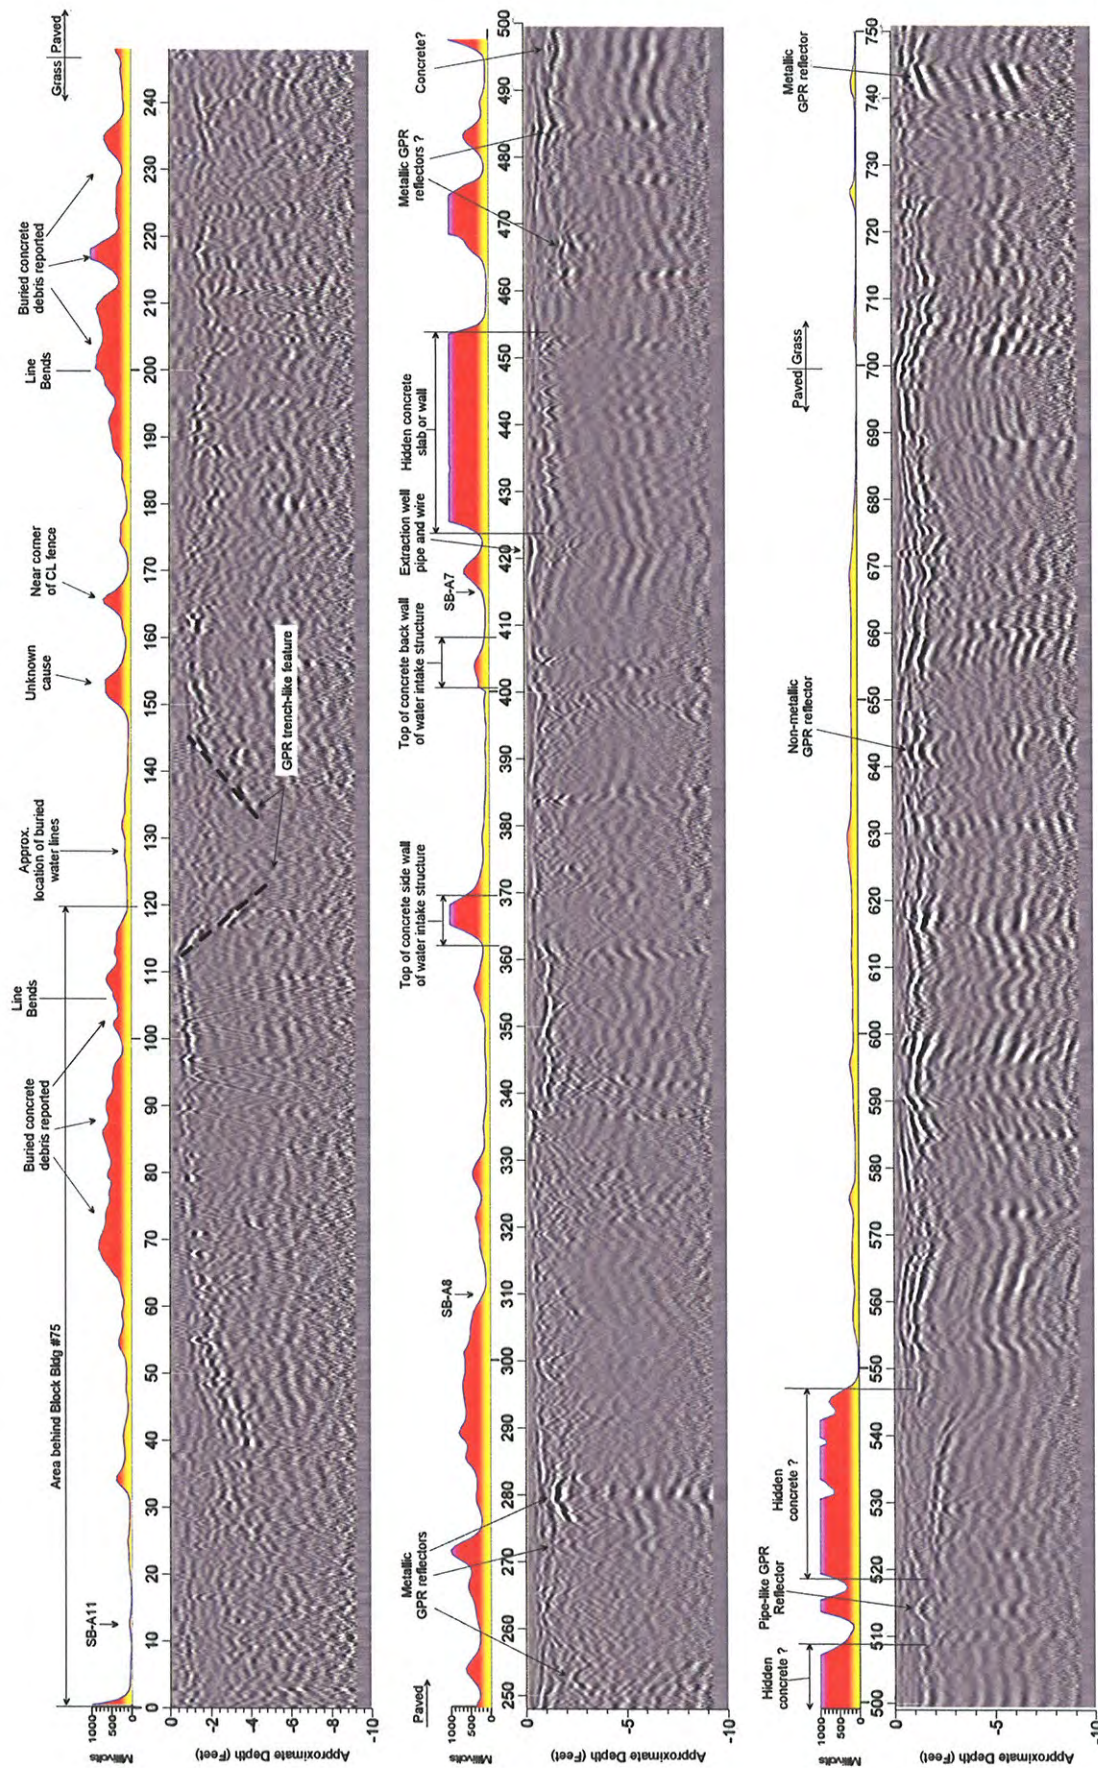 Area behind Block Bldg #75
SB-A11
Buried concrete
debris reported
Line
Bends
Approx.
location of buried
water lines
Unknown
cause
Near corner
of CL fence
Line
Bends
Buried concrete
debris reported
Grass
Paved
Millivolts
1000
500
0
0 10 20 30 40 50 60 70 80 90 100 110 120 130 140 150 160 170 180 190 200 210 220 230 240
GPR trench-like feature
0
-2
-4
-6
-8
-10
Approximate Depth (Feet)
Paved
Metallic
GPR reflectors
SB-A8
Top of concrete side wall
of water intake structure
Top of concrete back wall
of water intake structure
SB-A7
Extraction well
pipe and wire
Hidden concrete
slab or wall
Metallic GPR
reflectors ?
Concrete?
Millivolts
1000
500
0
250 260 270 280 290 300 310 320 330 340 350 360 370 380 390 400 410 420 430 440 450 460 470 480 490 500
0
-5
-10
Approximate Depth (Feet)
Hidden
concrete ?
Pipe-like GPR
Reflector
Hidden
concrete ?
Non-metallic
GPR reflector
Paved
Grass
Metallic
GPR reflector
Millivolts
1000
500
0
500 510 520 530 540 550 560 570 580 590 600 610 620 630 640 650 660 670 680 690 700 710 720 730 740 750
0
-5
-10
Approximate Depth (Feet)